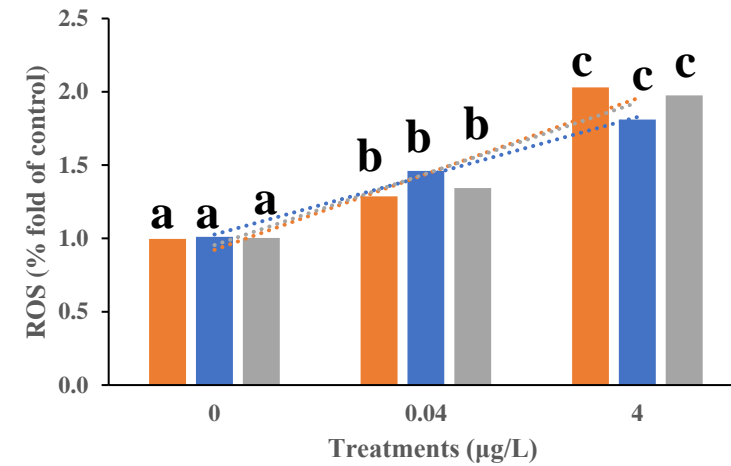 ROS (% fold of control)
2.5
2.0
1.5
1.0
0.5
0.0
a a a
b b b
c c c
0 0.04 4
Treatments (µg/L)